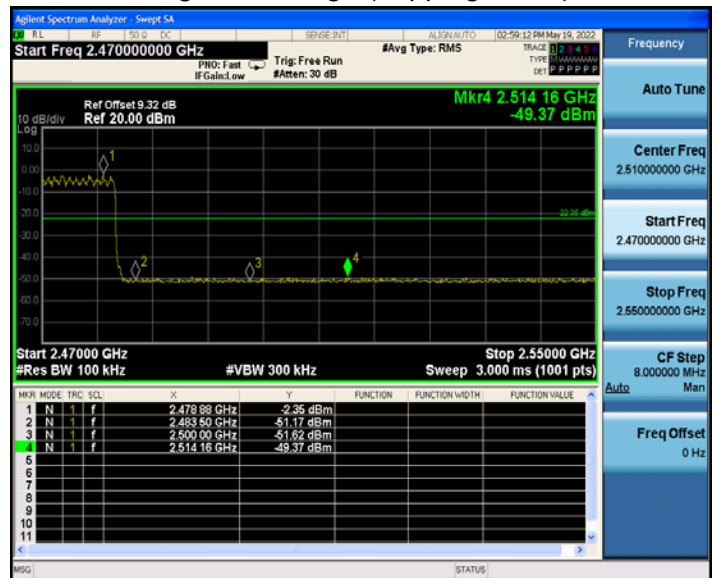 Agilent Spectrum Analyzer - Swept SA
RL RF 50 Ω DC SENSE:INT ALIGN AUTO 02:59:12 PM May 19, 2022
Start Freq 2.470000000 GHz
PNO: Fast
IFGain:Low
Trig: Free Run
#Atten: 30 dB
#Avg Type: RMS
TRACE 1 2 3 4 5 6
TYPE M
DET P P P P P P
Ref Offset 9.32 dB
10 dB/div Ref 20.00 dBm
Log
Mkr4 2.514 16 GHz
-49.37 dBm
10.0
0.00
-10.0
-20.0
-30.0
-40.0
-50.0
-60.0
-70.0
1
2
3
4
Start 2.47000 GHz
Stop 2.55000 GHz
#Res BW 100 kHz #VBW 300 kHz Sweep 3.000 ms (1001 pts)
MKR MODE TRC SCL X Y FUNCTION FUNCTION WIDTH FUNCTION VALUE
1 N 1 f 2.478 88 GHz -2.35 dBm
2 N 1 f 2.483 50 GHz -51.17 dBm
3 N 1 f 2.500 00 GHz -51.62 dBm
4 N 1 f 2.514 16 GHz -49.37 dBm
5
6
7
8
9
10
11
MSG STATUS
Frequency
Auto Tune
Center Freq
2.510000000 GHz
Start Freq
2.470000000 GHz
Stop Freq
2.550000000 GHz
CF Step
8.000000 MHz
Auto Man
Freq Offset
0 Hz